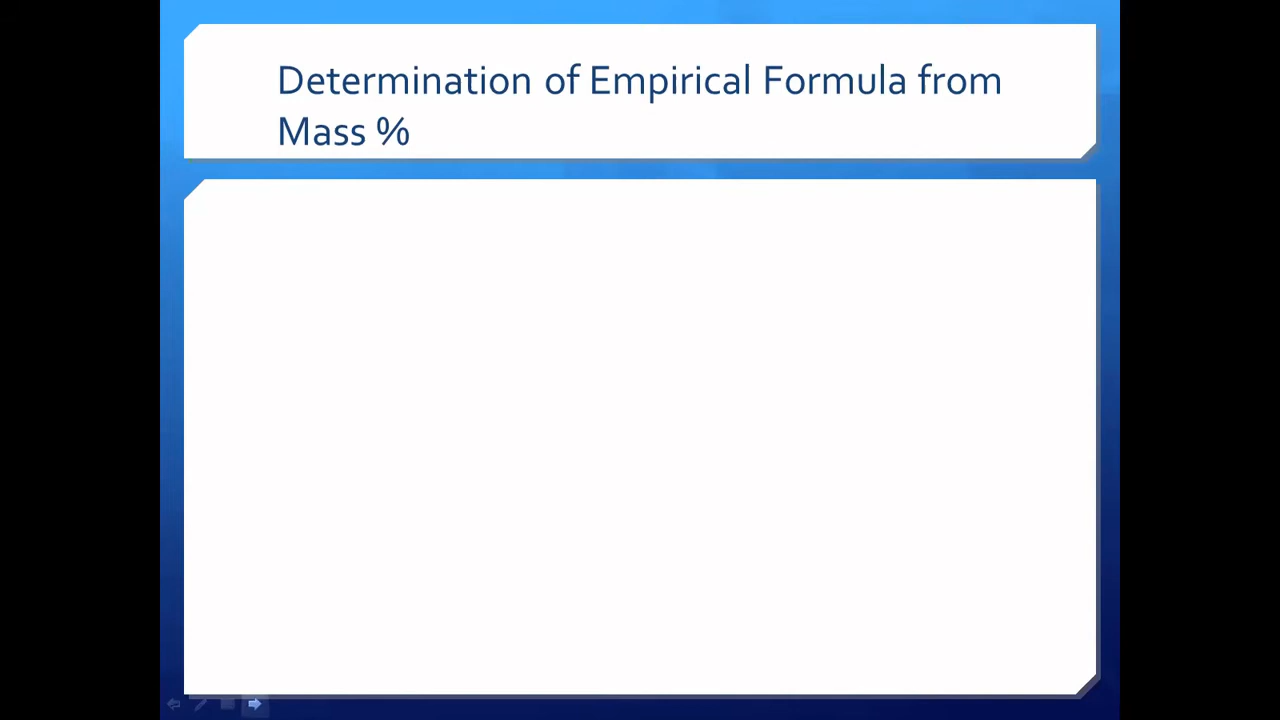 Determination of Empirical Formula from
Mass %